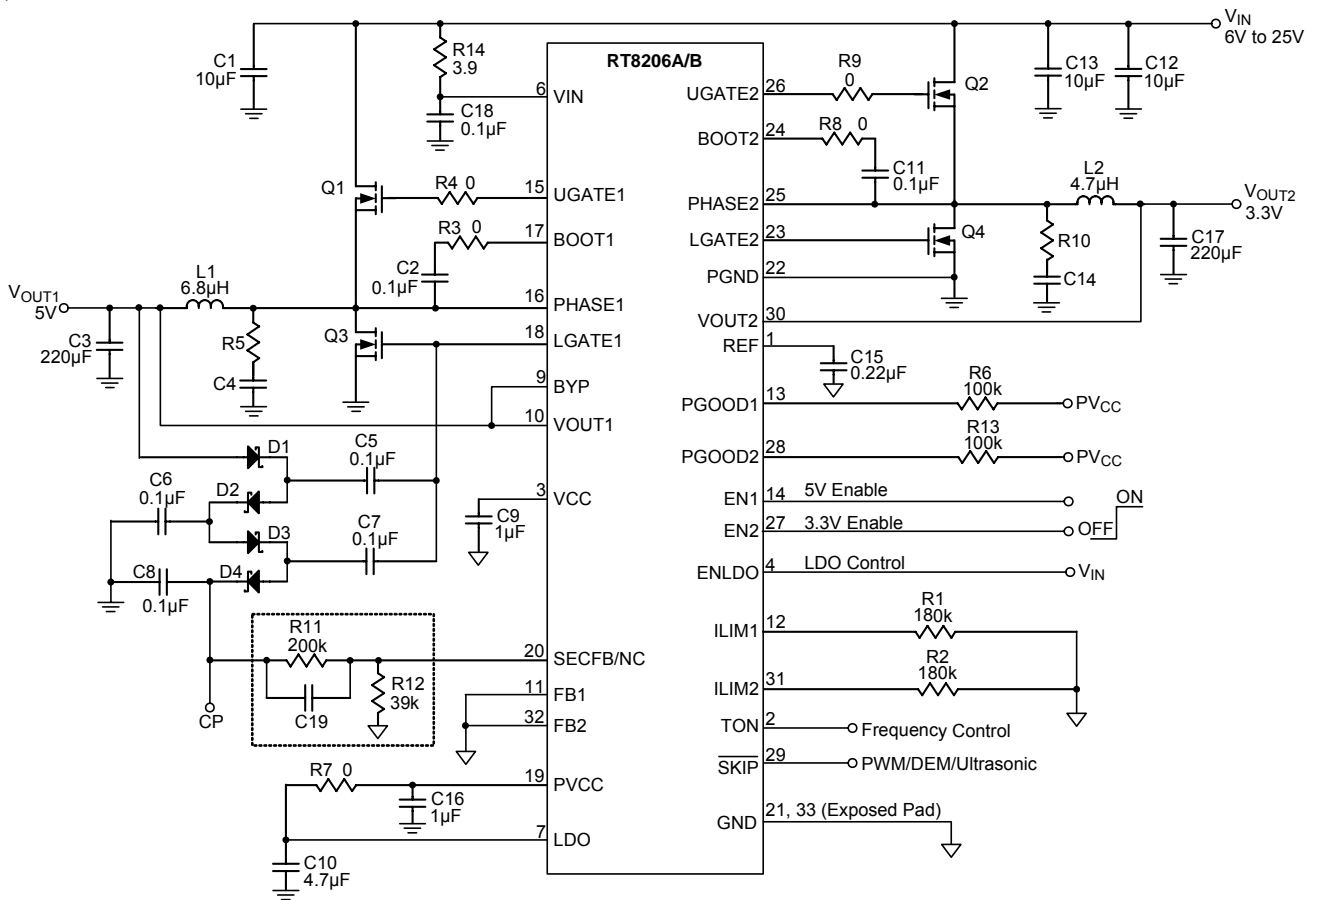 VIN
6V to 25V
C1
10µF
R14
3.9
RT8206A/B
R9
0
C13
10µF
C12
10µF
6 VIN
UGATE2 26
Q2
C18
0.1µF
BOOT2 24
R8 0
C11
0.1µF
Q1
R4 0
15 UGATE1
PHASE2 25
L2
4.7µH
VOUT2
3.3V
R3 0
17 BOOT1
LGATE2 23
Q4
R10
C17
220µF
C2
0.1µF
PGND 22
C14
L1
6.8µH
VOUT1
5V
16 PHASE1
VOUT2 30
Q3
18 LGATE1
REF 1
C3
220µF
R5
C4
C15
0.22µF
9 BYP
R6
100k
PGOOD1 13
PVCC
10 VOUT1
R13
100k
PGOOD2 28
PVCC
D1
C5
0.1µF
C6
0.1µF
D2
3 VCC
EN1 14 5V Enable
ON
C9
1µF
EN2 27 3.3V Enable
OFF
D3
C7
0.1µF
C8
0.1µF
D4
ENLDO 4 LDO Control
VIN
R1
180k
ILIM1 12
R11
200k
20 SECFB/NC
R2
180k
ILIM2 31
R12
39k
C19
CP
11 FB1
32 FB2
TON 2
Frequency Control
SKIP 29
PWM/DEM/Ultrasonic
R7 0
19 PVCC
C16
1µF
GND 21, 33 (Exposed Pad)
7 LDO
C10
4.7µF